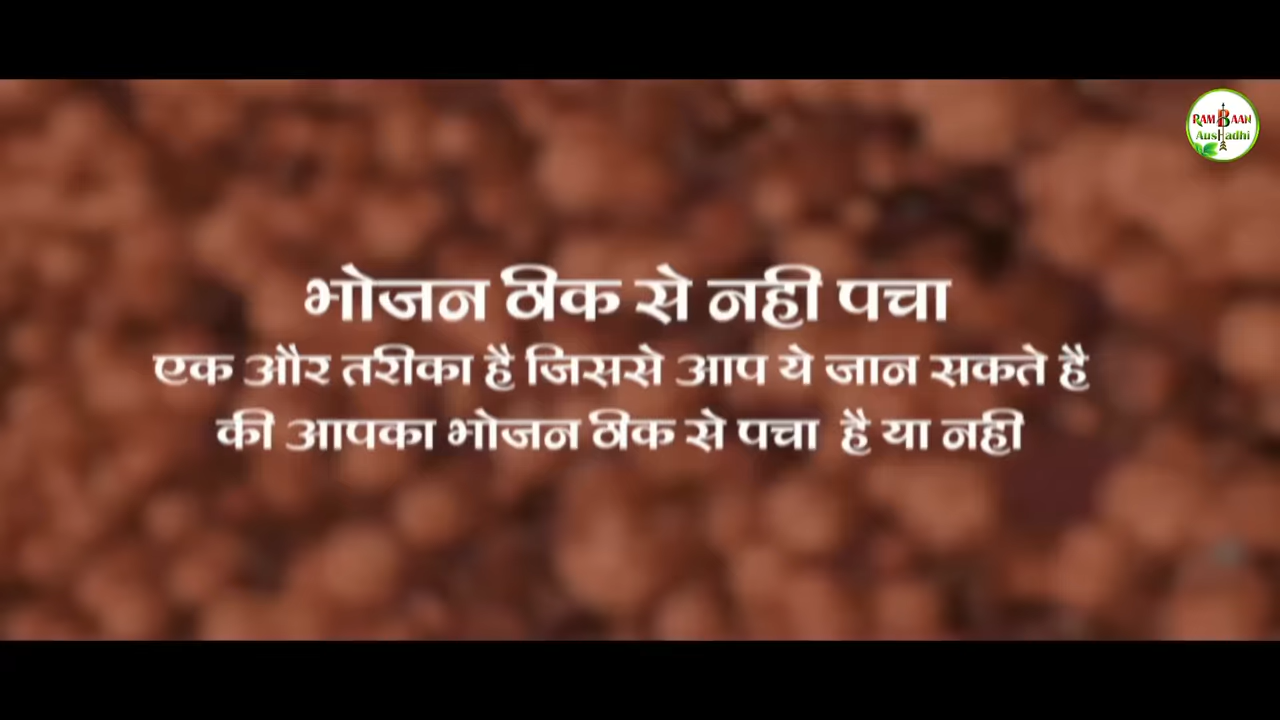 RAM BAAN
Aushadhi
भोजन ठीक से नही पचा
एक और तरीका है जिससे आप ये जान सकते है
की आपका भोजन ठीक से पचा है या नही